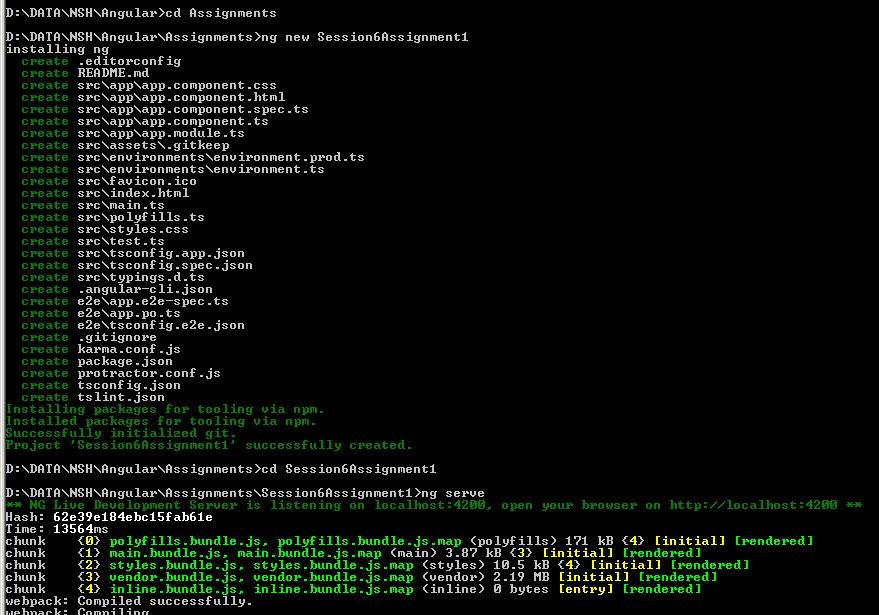 D:\DATA\NSH\Angular>cd Assignments
D:\DATA\NSH\Angular\Assignments>ng new Session6Assignment1
installing ng
create .editorconfig
create README.md
create src\app\app.component.css
create src\app\app.component.html
create src\app\app.component.spec.ts
create src\app\app.component.ts
create src\app\app.module.ts
create src\assets\.gitkeep
create src\environments\environment.prod.ts
create src\environments\environment.ts
create src\favicon.ico
create src\index.html
create src\main.ts
create src\polyfills.ts
create src\styles.css
create src\test.ts
create src\tsconfig.app.json
create src\tsconfig.spec.json
create src\typings.d.ts
create .angular-cli.json
create e2e\app.e2e-spec.ts
create e2e\app.po.ts
create e2e\tsconfig.e2e.json
create .gitignore
create karma.conf.js
create package.json
create protractor.conf.js
create tsconfig.json
create tslint.json
Installing packages for tooling via npm.
Installed packages for tooling via npm.
Successfully initialized git.
Project 'Session6Assignment1' successfully created.
D:\DATA\NSH\Angular\Assignments>cd Session6Assignment1
D:\DATA\NSH\Angular\Assignments\Session6Assignment1>ng serve
** NG Live Development Server is listening on localhost:4200, open your browser on http://localhost:4200 **
Hash: 62e39e184ebc15fab61e
Time: 13564ms
chunk {0} polyfills.bundle.js, polyfills.bundle.js.map (polyfills) 171 kB {4} [initial] [rendered]
chunk {1} main.bundle.js, main.bundle.js.map (main) 3.87 kB {3} [initial] [rendered]
chunk {2} styles.bundle.js, styles.bundle.js.map (styles) 10.5 kB {4} [initial] [rendered]
chunk {3} vendor.bundle.js, vendor.bundle.js.map (vendor) 2.19 MB [initial] [rendered]
chunk {4} inline.bundle.js, inline.bundle.js.map (inline) 0 bytes [entry] [rendered]
webpack: Compiled successfully.
webpack: Compiling